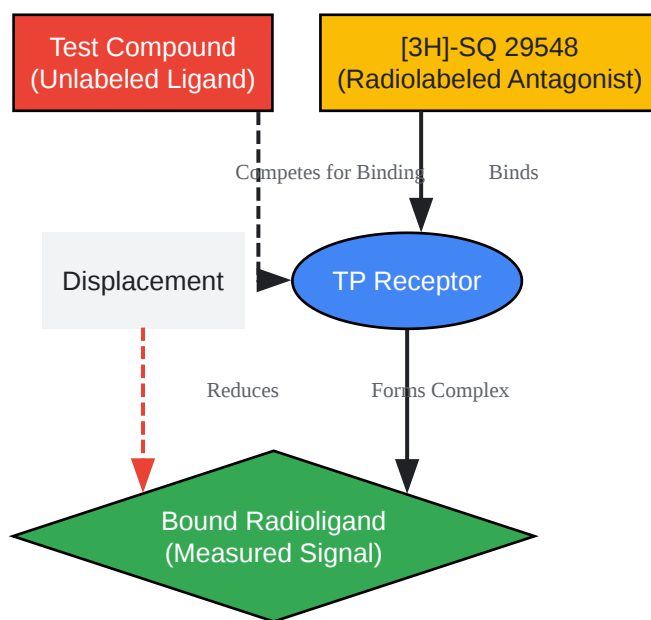 Test Compound
(Unlabeled Ligand)
[3H]-SQ 29548
(Radiolabeled Antagonist)
Competes for Binding
Binds
Displacement
TP Receptor
Reduces
Forms Complex
Bound Radioligand
(Measured Signal)